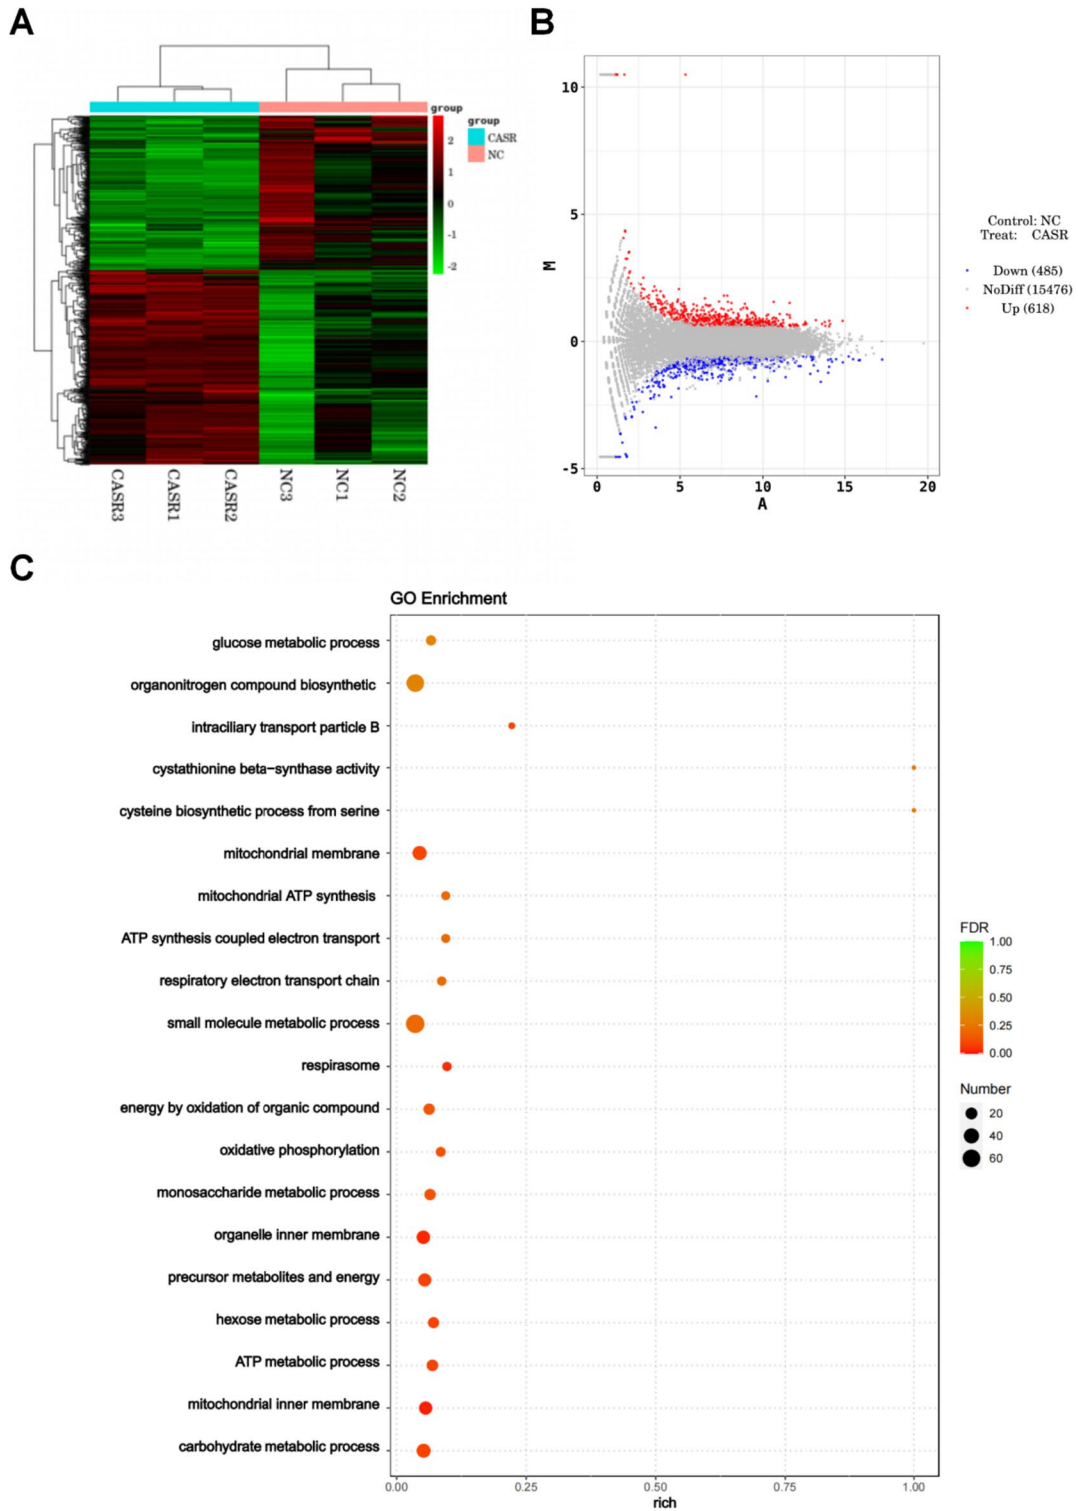 A
group
2
1
0
-1
-2
group
CASR
NC
CASR3
CASR1
CASR2
NC3
NC1
NC2
B
10
5
0
-5
M
0
5
10
15
20
A
Control: NC
Treat: CASR
Down (485)
NoDiff (15476)
Up (618)
C
GO Enrichment
glucose metabolic process
organonitrogen compound biosynthetic
intraciliary transport particle B
cystathionine beta−synthase activity
cysteine biosynthetic process from serine
mitochondrial membrane
mitochondrial ATP synthesis
ATP synthesis coupled electron transport
respiratory electron transport chain
small molecule metabolic process
respirasome
energy by oxidation of organic compound
oxidative phosphorylation
monosaccharide metabolic process
organelle inner membrane
precursor metabolites and energy
hexose metabolic process
ATP metabolic process
mitochondrial inner membrane
carbohydrate metabolic process
0.00
0.25
0.50
0.75
1.00
rich
FDR
1.00
0.75
0.50
0.25
0.00
Number
20
40
60